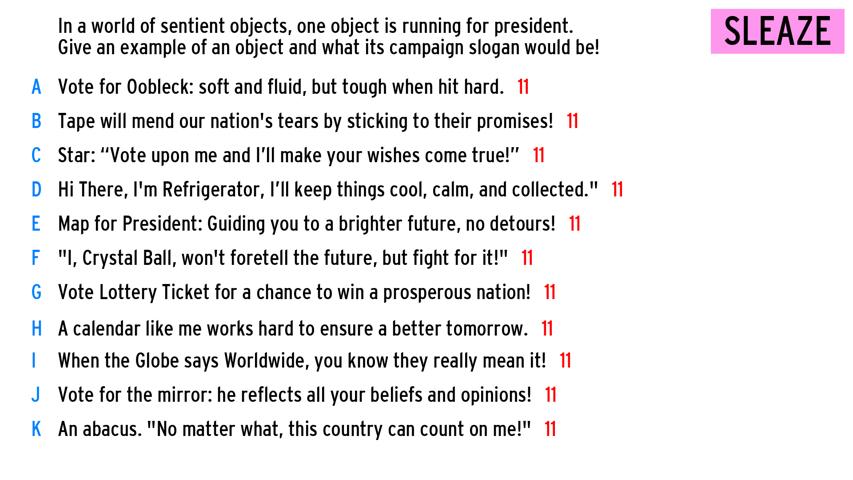 In a world of sentient objects, one object is running for president.
Give an example of an object and what its campaign slogan would be!
SLEAZE
A Vote for Oobleck: soft and fluid, but tough when hit hard. 11
B Tape will mend our nation's tears by sticking to their promises! 11
C Star: “Vote upon me and I’ll make your wishes come true!” 11
D Hi There, I'm Refrigerator, I’ll keep things cool, calm, and collected." 11
E Map for President: Guiding you to a brighter future, no detours! 11
F "I, Crystal Ball, won't foretell the future, but fight for it!" 11
G Vote Lottery Ticket for a chance to win a prosperous nation! 11
H A calendar like me works hard to ensure a better tomorrow. 11
I When the Globe says Worldwide, you know they really mean it! 11
J Vote for the mirror: he reflects all your beliefs and opinions! 11
K An abacus. "No matter what, this country can count on me!" 11